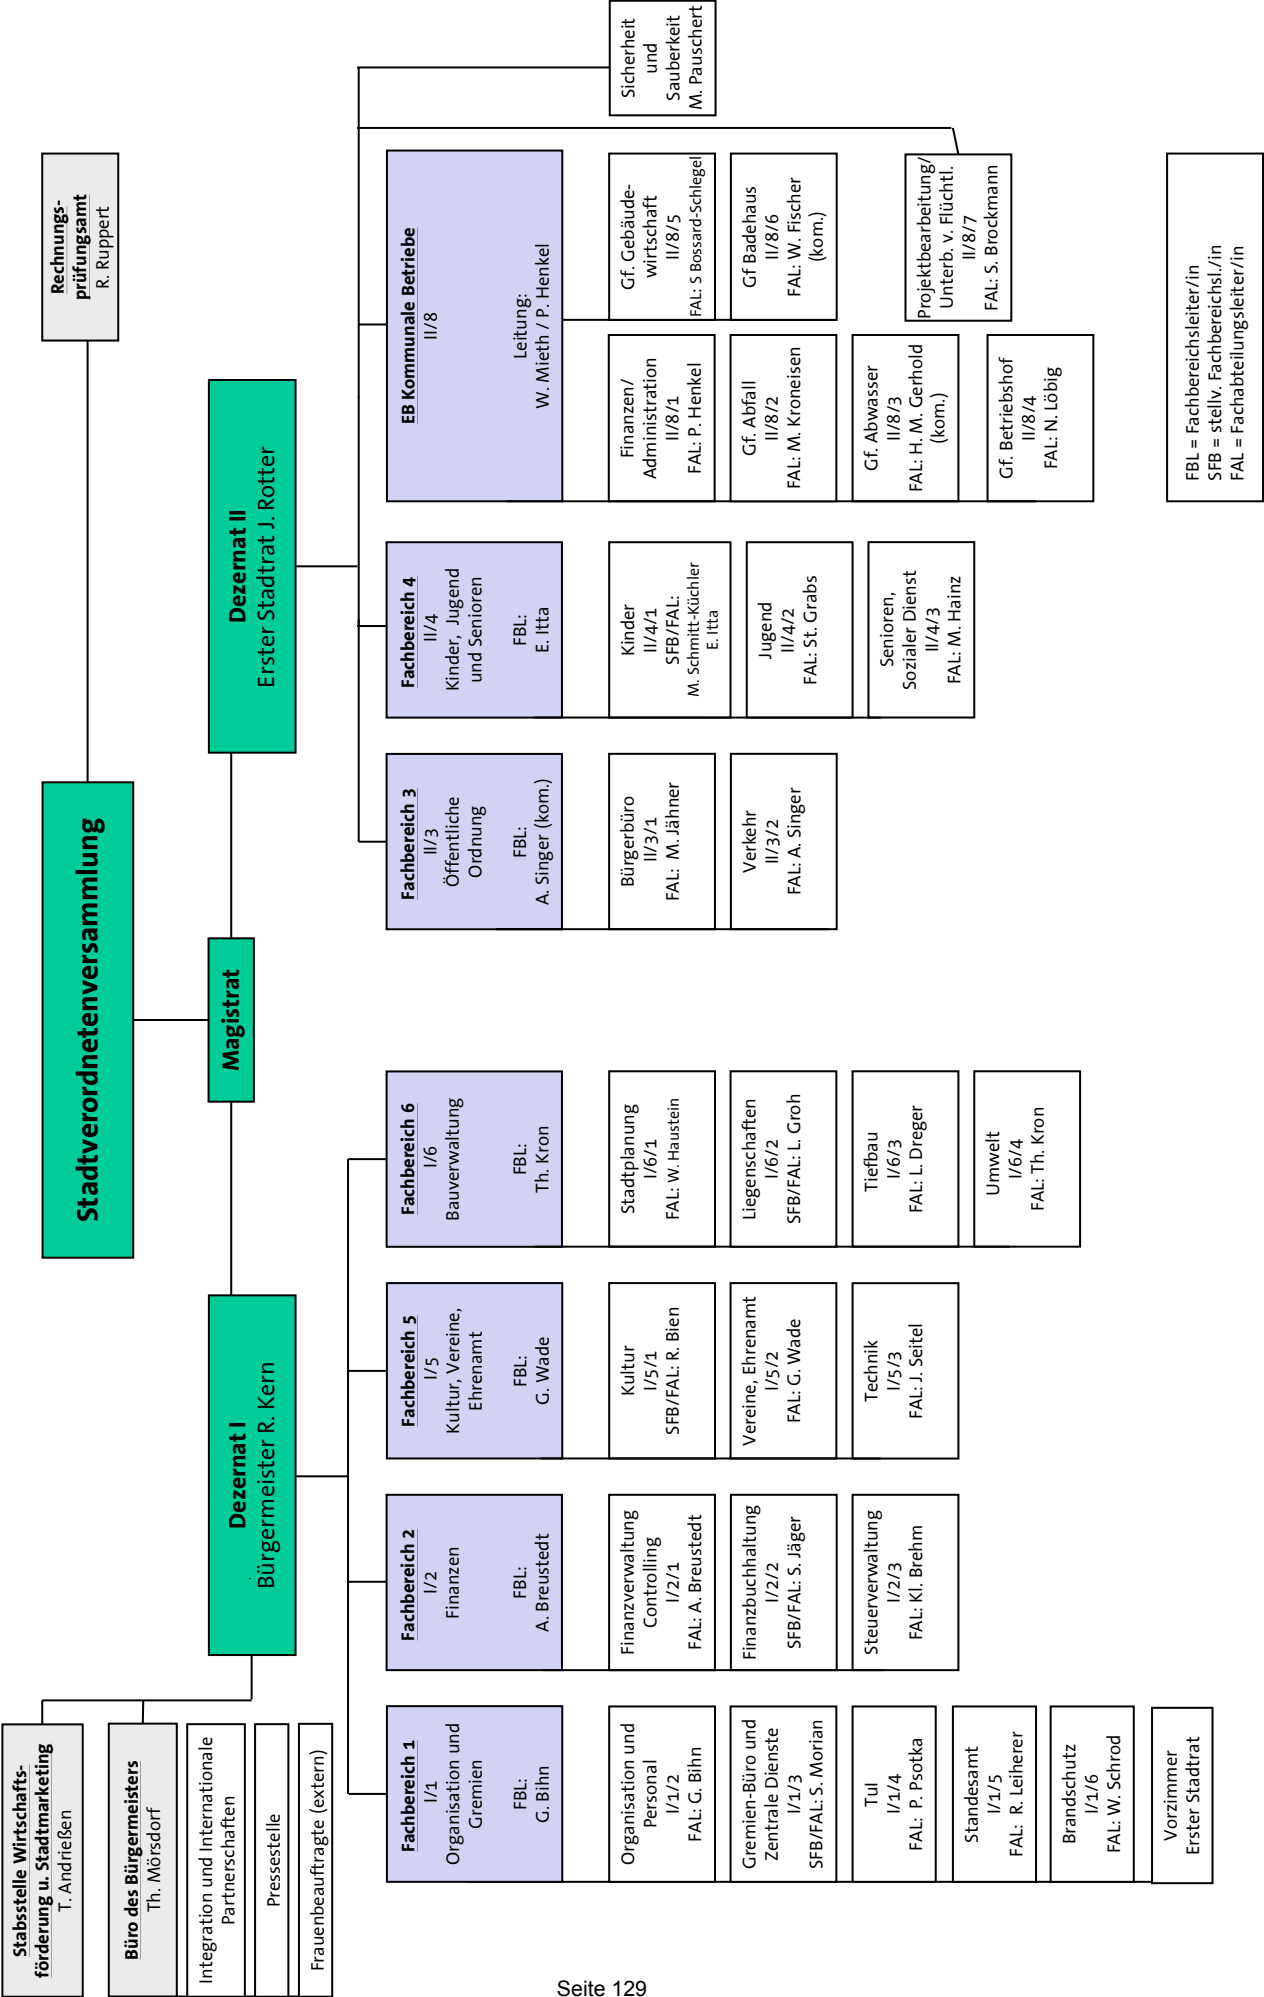 Stadtverordnetenversammlung
Rechnungs-
prüfungsamt
R. Ruppert
Magistrat
Stabsstelle Wirtschafts-
förderung u. Stadtmarketing
T. Andrießen
Büro des Bürgermeisters
Th. Mörsdorf
Integration und Internationale
Partnerschaften
Pressestelle
Frauenbeauftragte (extern)
Dezernat I
Bürgermeister R. Kern
Dezernat II
Erster Stadtrat J. Rotter
Fachbereich 1
I/1
Organisation und
Gremien
FBL:
G. Bihn
Organisation und
Personal
I/1/2
FAL: G. Bihn
Gremien-Büro und
Zentrale Dienste
I/1/3
SFB/FAL: S. Morian
TuI
I/1/4
FAL: P. Psotka
Standesamt
I/1/5
FAL: R. Leiherer
Brandschutz
I/1/6
FAL: W. Schrod
Vorzimmer
Erster Stadtrat
Fachbereich 2
I/2
Finanzen
FBL:
A. Breustedt
Finanzverwaltung
Controlling
I/2/1
FAL: A. Breustedt
Finanzbuchhaltung
I/2/2
SFB/FAL: S. Jäger
Steuerverwaltung
I/2/3
FAL: Kl. Brehm
Fachbereich 5
I/5
Kultur, Vereine,
Ehrenamt
FBL:
G. Wade
Kultur
I/5/1
SFB/FAL: R. Bien
Vereine, Ehrenamt
I/5/2
FAL: G. Wade
Technik
I/5/3
FAL: J. Seitel
Fachbereich 6
I/6
Bauverwaltung
FBL:
Th. Kron
Stadtplanung
I/6/1
FAL: W. Haustein
Liegenschaften
I/6/2
SFB/FAL: L. Groh
Tiefbau
I/6/3
FAL: L. Dreger
Umwelt
I/6/4
FAL: Th. Kron
Fachbereich 3
II/3
Öffentliche
Ordnung
FBL:
A. Singer (kom.)
Bürgerbüro
II/3/1
FAL: M. Jähner
Verkehr
II/3/2
FAL: A. Singer
Fachbereich 4
II/4
Kinder, Jugend
und Senioren
FBL:
E. Itta
Kinder
II/4/1
SFB/FAL:
M. Schmitt-Küchler
E. Itta
Jugend
II/4/2
FAL: St. Grabs
Senioren,
Sozialer Dienst
II/4/3
FAL: M. Hainz
EB Kommunale Betriebe
II/8
Leitung:
W. Mieth / P. Henkel
Finanzen/
Administration
II/8/1
FAL: P. Henkel
Gf. Abfall
II/8/2
FAL: M. Kroneisen
Gf. Abwasser
II/8/3
FAL: H. M. Gerhold
(kom.)
Gf. Betriebshof
II/8/4
FAL: N. Löbig
Gf. Gebäude-
wirtschaft
II/8/5
FAL: S Bossard-Schlegel
Gf Badehaus
II/8/6
FAL: W. Fischer
(kom.)
Projektbearbeitung/
Unterb. v. Flüchtl.
II/8/7
FAL: S. Brockmann
Sicherheit
und
Sauberkeit
M. Pauschert
FBL = Fachbereichsleiter/in
SFB = stellv. Fachbereichsl./in
FAL = Fachabteilungsleiter/in
Seite 129